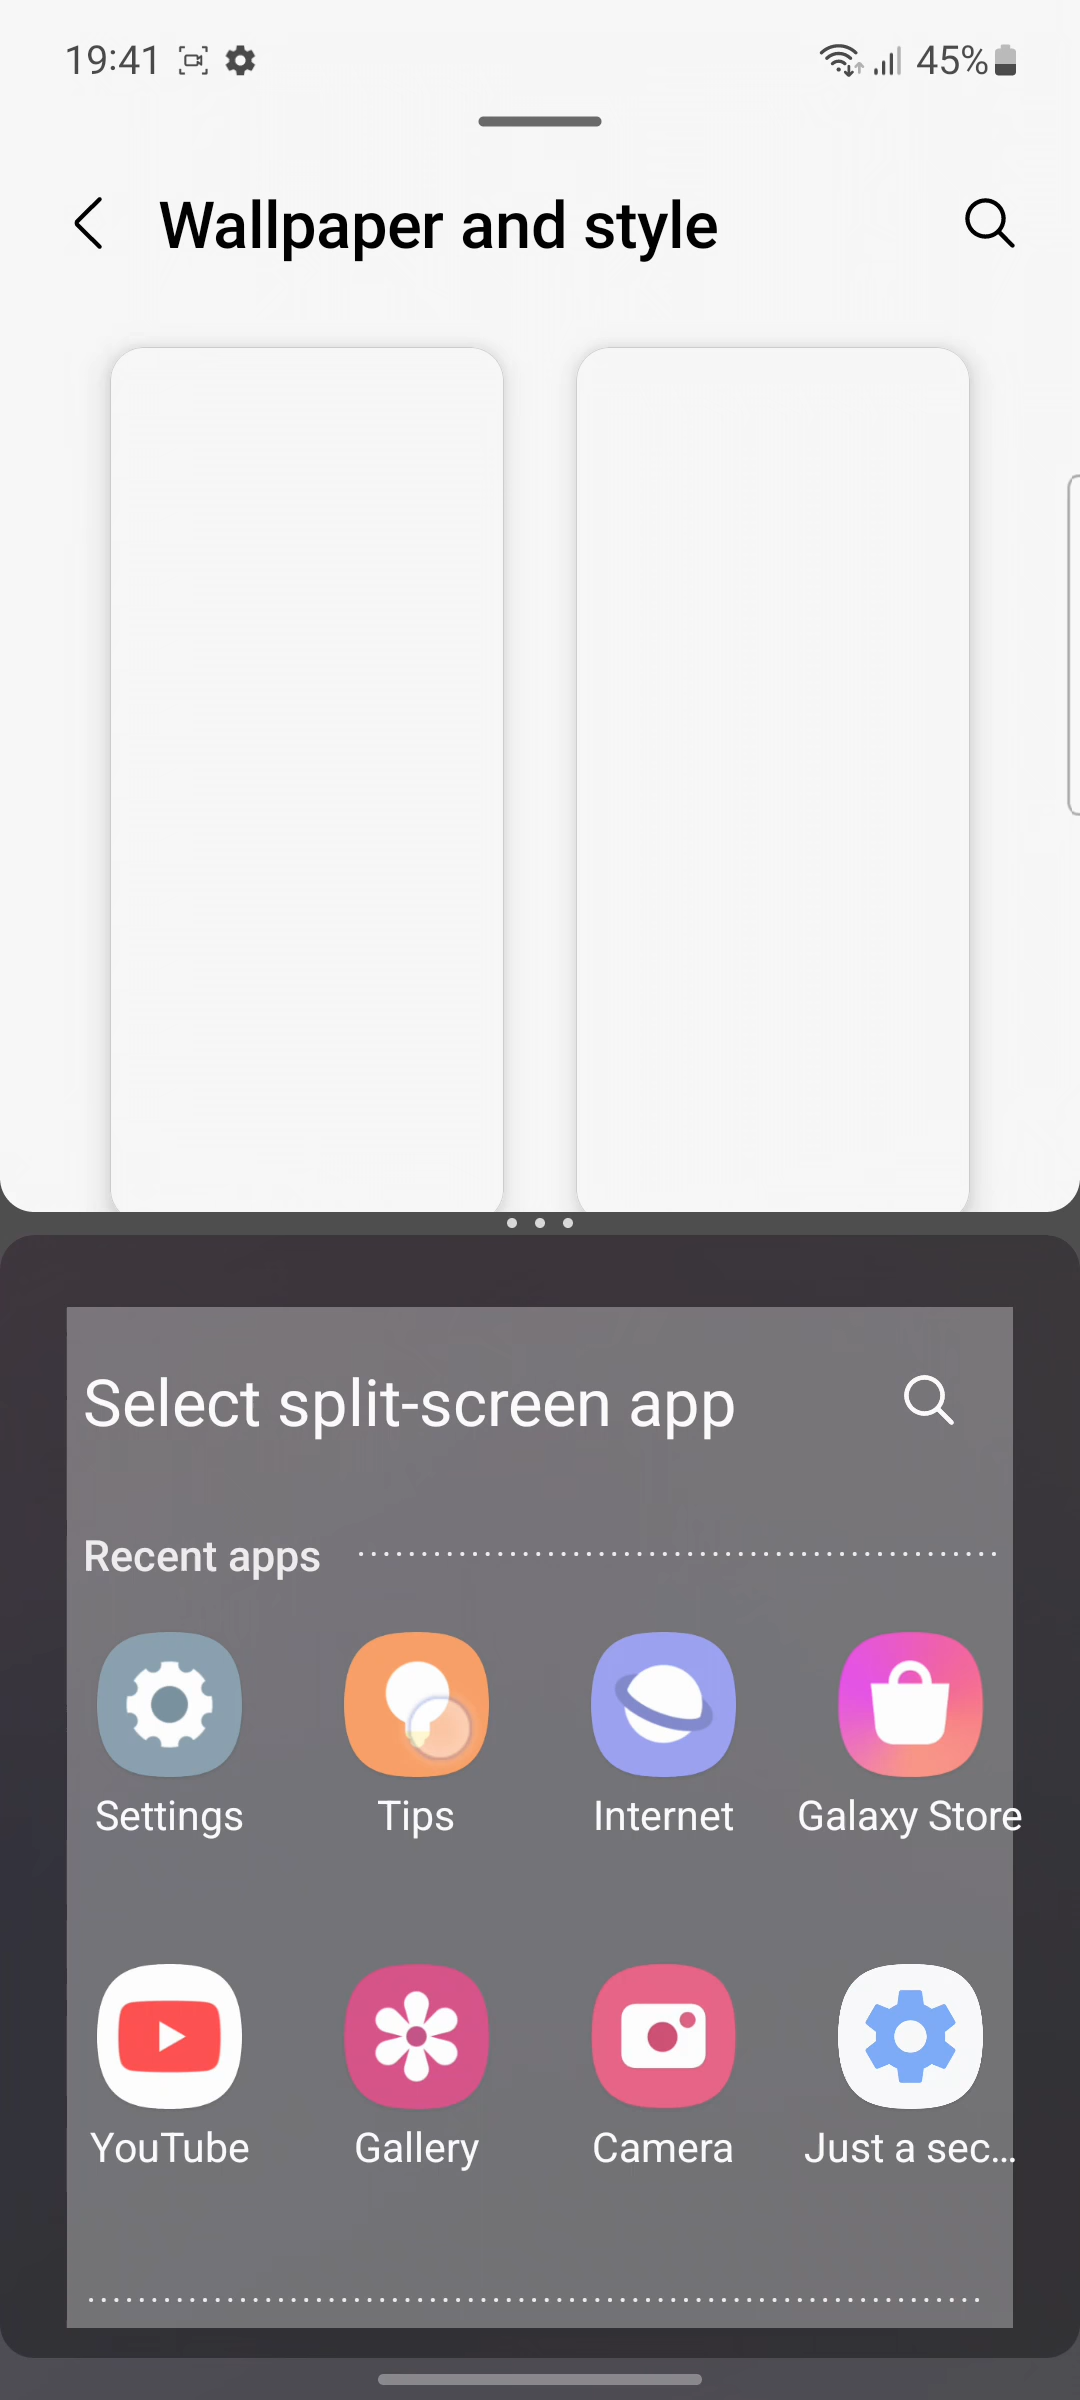 19:41
45%
Wallpaper and style
Select split-screen app
Recent apps
Settings
Tips
Internet
Galaxy Store
YouTube
Gallery
Camera
Just a sec...